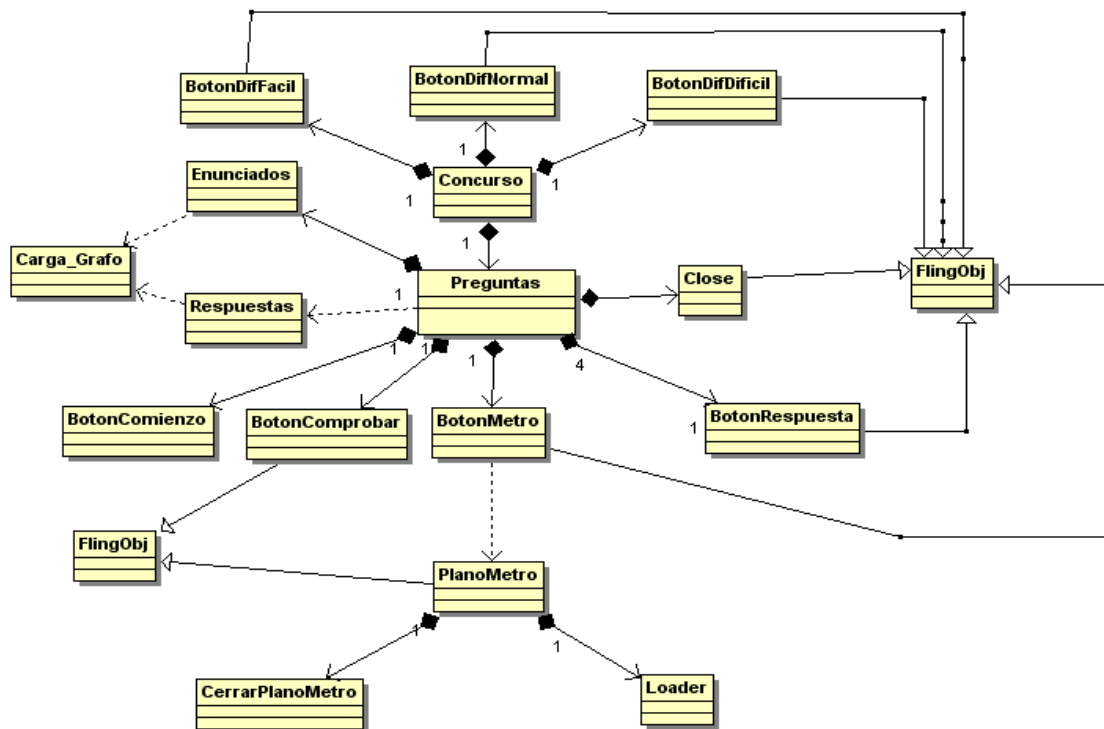 BotonDifFacil
BotonDifNormal
BotonDifDificil
1
1
1
Enunciados
Concurso
1
Carga_Grafo
Respuestas
Preguntas
1
Close
FlingObj
1
1
1
4
1
BotonComienzo
BotonComprobar
BotonMetro
BotonRespuesta
FlingObj
PlanoMetro
1
1
CerrarPlanoMetro
Loader